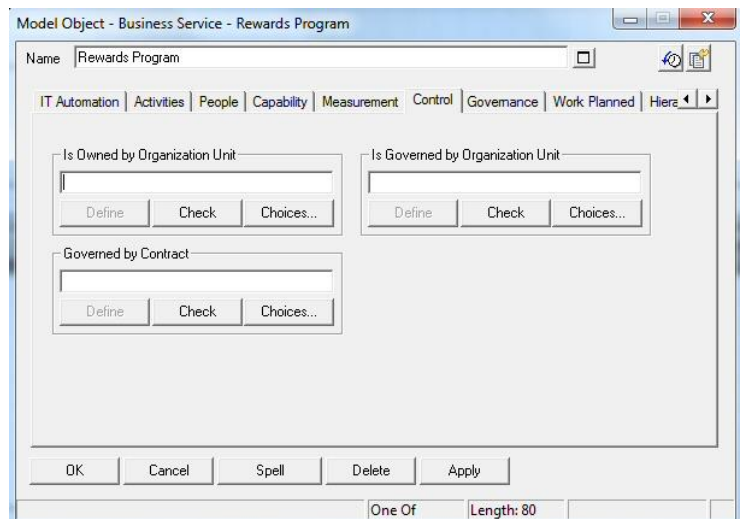 Model Object - Business Service - Rewards Program
Name Rewards Program
IT Automation Activities People Capability Measurement Control Governance Work Planned Hiera
Is Owned by Organization Unit Is Governed by Organization Unit
Define Check Choices... Define Check Choices...
Governed by Contract
Define Check Choices...
OK Cancel Spell Delete Apply
One Of Length: 80